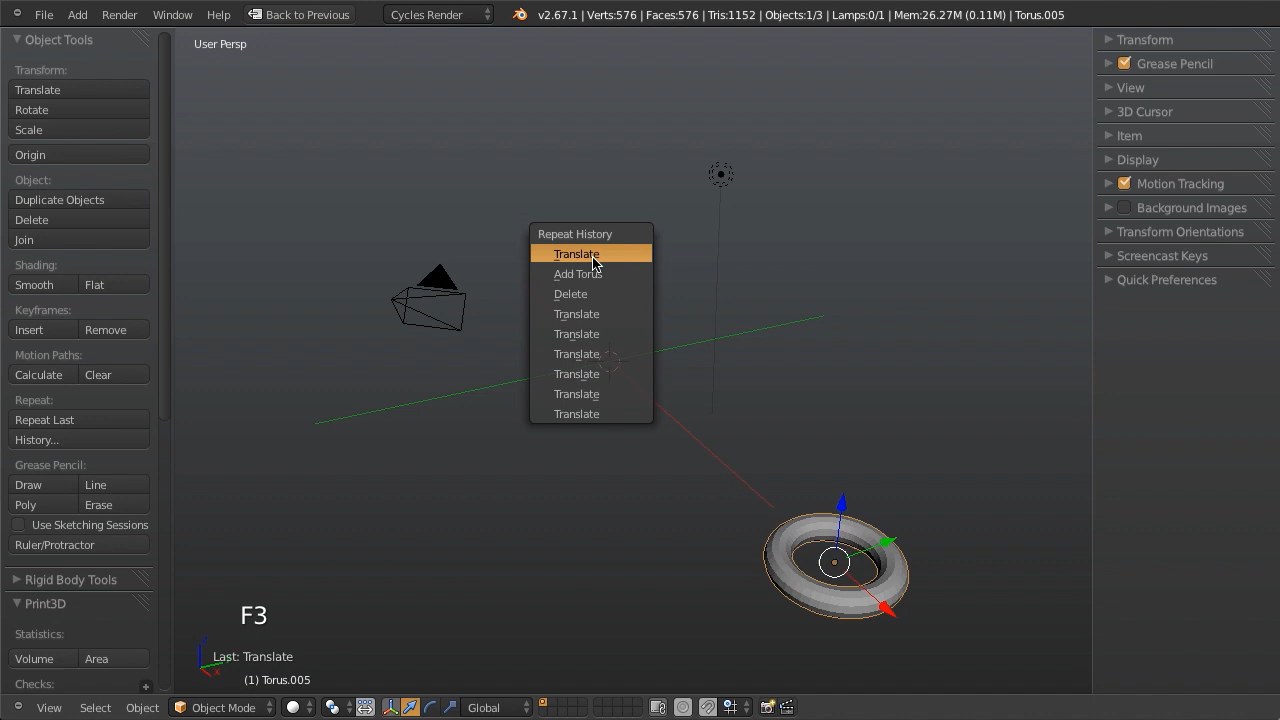 File Add Render Window Help Back to Previous Cycles Render v2.67.1 | Verts:576 | Faces:576 | Tris:1152 | Objects:1/3 | Lamps:0/1 | Mem:26.27M (0.11M) | Torus.005
Object Tools
Transform:
Translate
Rotate
Scale
Origin
Object:
Duplicate Objects
Delete
Join
Shading:
Smooth Flat
Keyframes:
Insert Remove
Motion Paths:
Calculate Clear
Repeat:
Repeat Last
History...
Grease Pencil:
Draw Line
Poly Erase
Use Sketching Sessions
Ruler/Protractor
Rigid Body Tools
Print3D
Statistics:
Volume Area
Checks:
User Persp
Repeat History
Translate
Add Torus
Delete
Translate
Translate
Translate
Translate
Translate
Translate
F3
Last: Translate
(1) Torus.005
z
x
Transform
Grease Pencil
View
3D Cursor
Item
Display
Motion Tracking
Background Images
Transform Orientations
Screencast Keys
Quick Preferences
View Select Object Object Mode Global